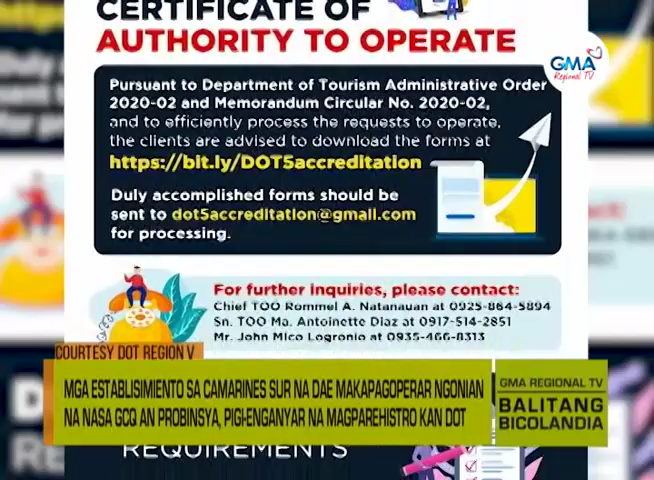 CERTIFICATE OF
AUTHORITY TO OPERATE
GMA
Regional TV
Pursuant to Department of Tourism Administrative Order
2020-02 and Memorandum Circular No. 2020-02,
and to efficiently process the requests to operate,
the clients are advised to download the forms at
https://bit.ly/DOT5accreditation
Duly accomplished forms should be
sent to dot5accreditation@gmail.com
for processing.
For further inquiries, please contact:
Chief TOO Rommel A. Natanauan at 0925-864-5894
Sn. TOO Ma. Antoinette Diaz at 0917-514-2851
Mr. John Mico Logronio at 0935-466-8313
COURTESY DOT REGION V
MGA ESTABLISIMIENTO SA CAMARINES SUR NA DAE MAKAPAGOPERAR NGONIAN
NA NASA GCQ AN PROBINSYA, PIGI-ENGANYAR NA MAGPAREHISTRO KAN DOT
GMA REGIONAL TV
BALITANG
BICOLANDIA
REQUIREMENTS